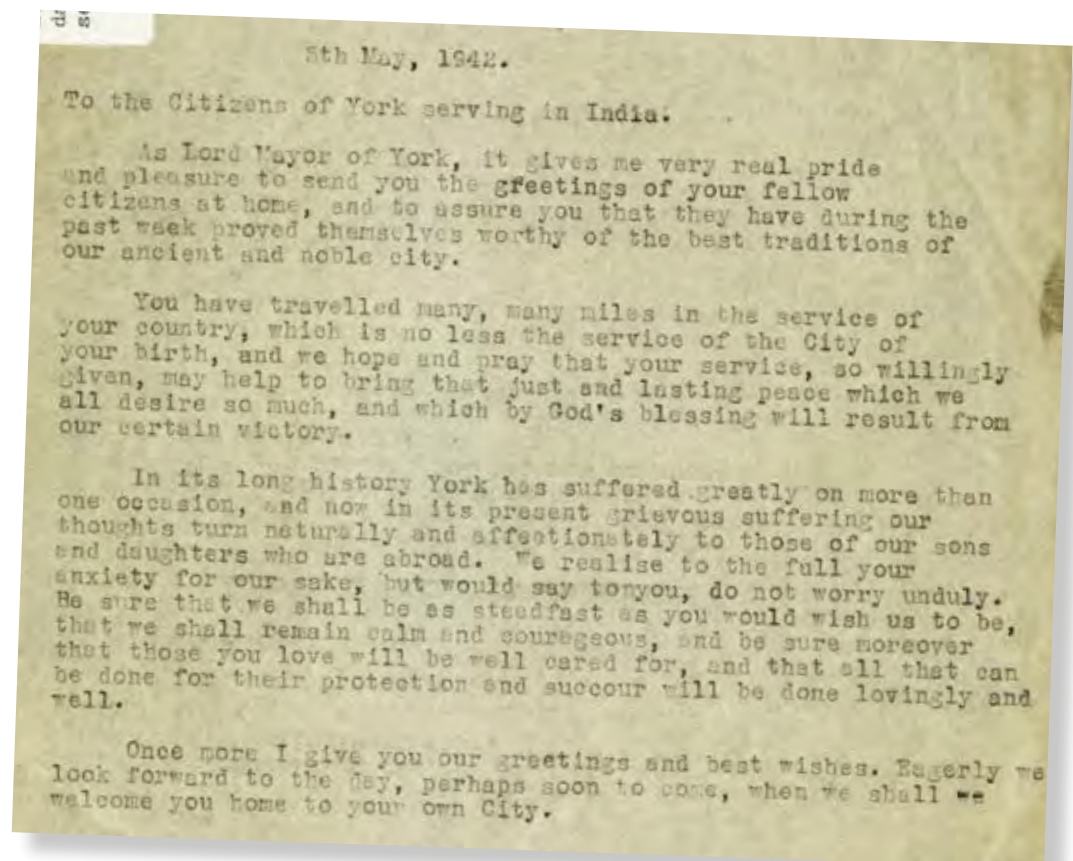 5th May, 1942.
To the Citizens of York serving in India.
As Lord Mayor of York, it gives me very real pride
and pleasure to send you the greetings of your fellow
citizens at home, and to assure you that they have during the
past week proved themselves worthy of the best traditions of
our ancient and noble city.
You have travelled many, many miles in the service of
your country, which is no less the service of the City of
your birth, and we hope and pray that your service, so willingly
given, may help to bring that just and lasting peace which we
all desire so much, and which by God's blessing will result from
our certain victory.
In its long history York has suffered greatly on more than
one occasion, and now in its present grievous suffering our
thoughts turn naturally and affectionately to those of our sons
and daughters who are abroad. We realise to the full your
anxiety for our sake, but would say tonyou, do not worry unduly.
Be sure that we shall be as steadfast as you would wish us to be,
that we shall remain calm and courageous, and be sure moreover
that those you love will be well cared for, and that all that can
be done for their protection and succour will be done lovingly and
well.
Once more I give you our greetings and best wishes. Eagerly we
look forward to the day, perhaps soon to come, when we shall we
welcome you home to your own City.